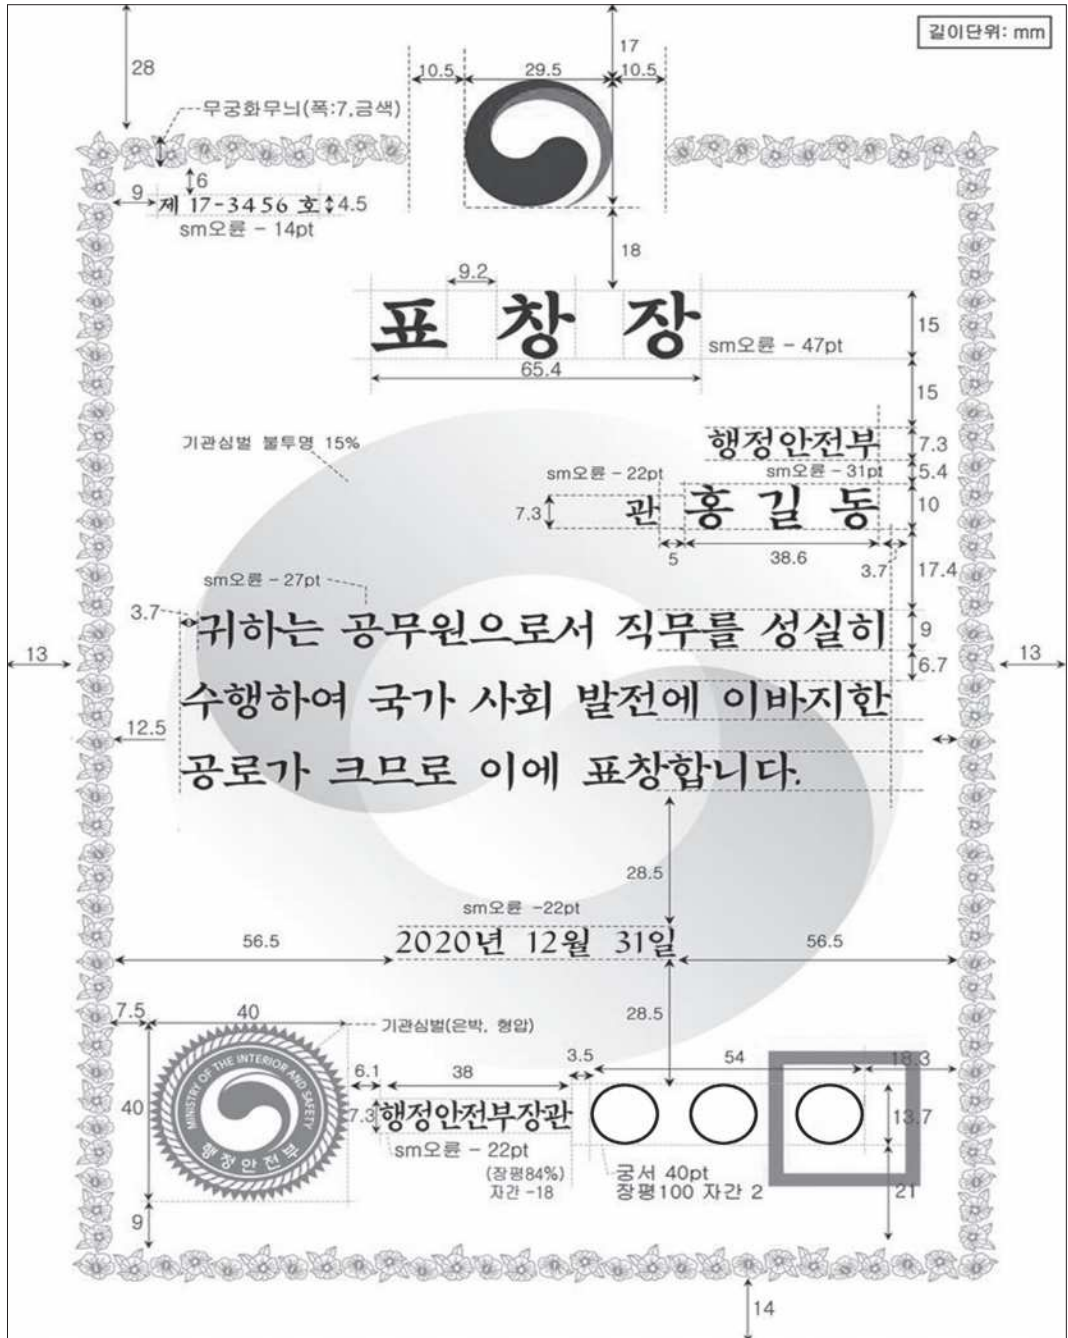 길이단위: mm
17
28
10.5
29.5
10.5
무궁화무늬(폭:7,금색)
6
9
제 17-3456 호
4.5
sm오륜 - 14pt
18
9.2
표 창 장
15
sm오륜 - 47pt
65.4
15
기관심벌 불투명 15%
행정안전부
7.3
sm오륜 - 22pt
sm오륜 - 31pt
5.4
7.3
관 홍 길 동
10
5
38.6
3.7
17.4
sm오륜 - 27pt
3.7
귀하는 공무원으로서 직무를 성실히
9
13
13
6.7
수행하여 국가 사회 발전에 이바지한
12.5
공로가 크므로 이에 표창합니다.
28.5
sm오륜 -22pt
56.5
2020년 12월 31일
56.5
7.5
40
기관심벌(은박, 형압)
28.5
3.5
54
18.3
6.1
38
MINISTRY OF THE INTERIOR AND SAFETY
행정안전부
40
7.3
행정안전부장관
13.7
sm오륜 - 22pt
(장평84%)
자간 -18
궁서 40pt
장평100 자간 2
21
9
14